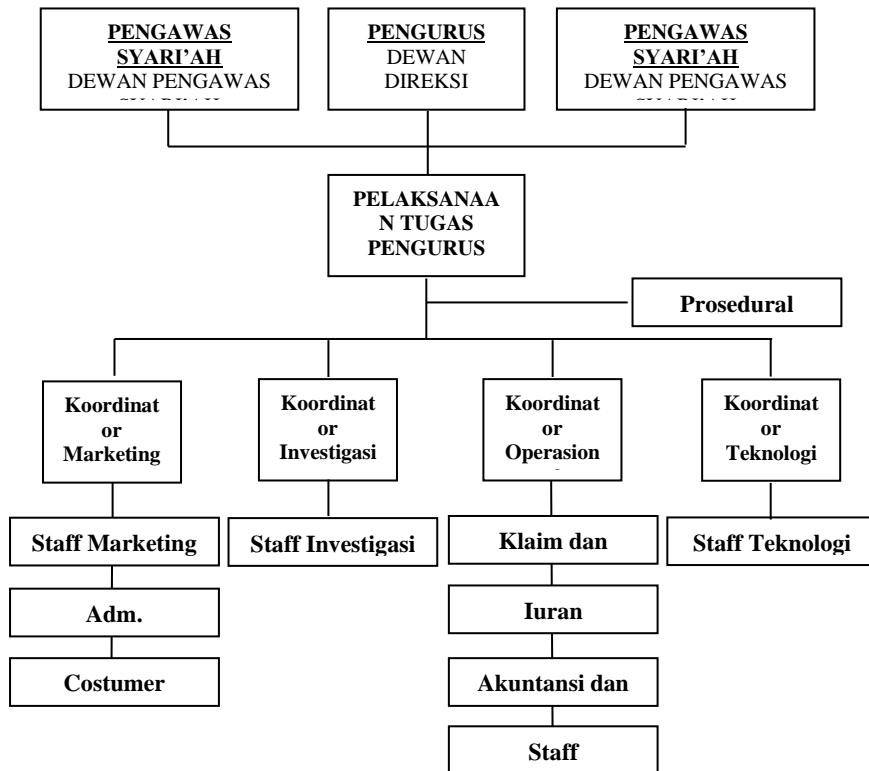 PENGAWAS
SYARI’AH
DEWAN PENGAWAS
PENGURUS
DEWAN
DIREKSI
PENGAWAS
SYARI’AH
DEWAN PENGAWAS
PELAKSANAA
N TUGAS
PENGURUS
Prosedural
Koordinat
or
Marketing
Koordinat
or
Investigasi
Koordinat
or
Operasion
Koordinat
or
Teknologi
Staff Marketing
Staff Investigasi
Klaim dan
Staff Teknologi
Adm.
Iuran
Costumer
Akuntansi dan
Staff